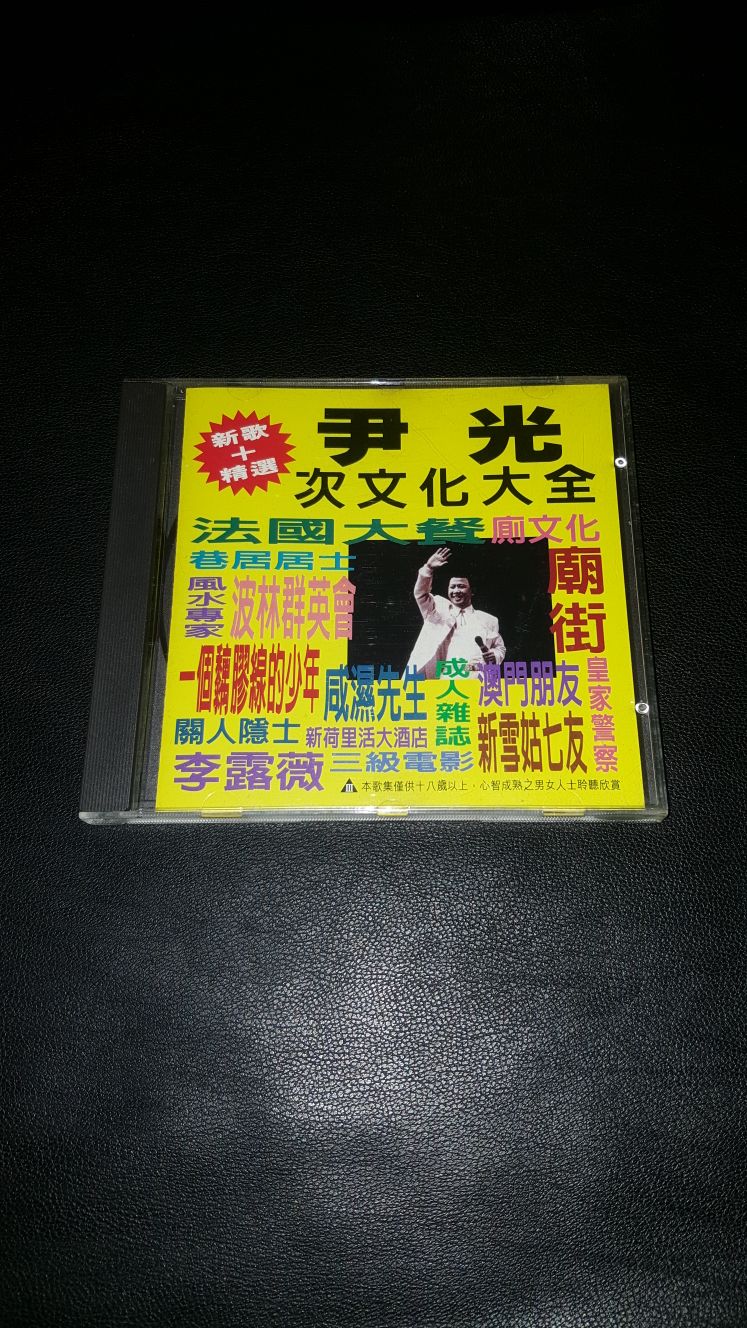 新歌
+
精選
尹光
次文化大全
法國大餐
廁文化
巷居居士
廟街
風水專家
波林群英會
一個黐膠線的少年
咸濕先生
成人雜誌
澳門朋友
皇家警察
關人隱士
新荷里活大酒店
新雪姑七友
李露薇
三級電影
III 本歌集僅供十八歲以上，心智成熟之男女人士聆聽欣賞